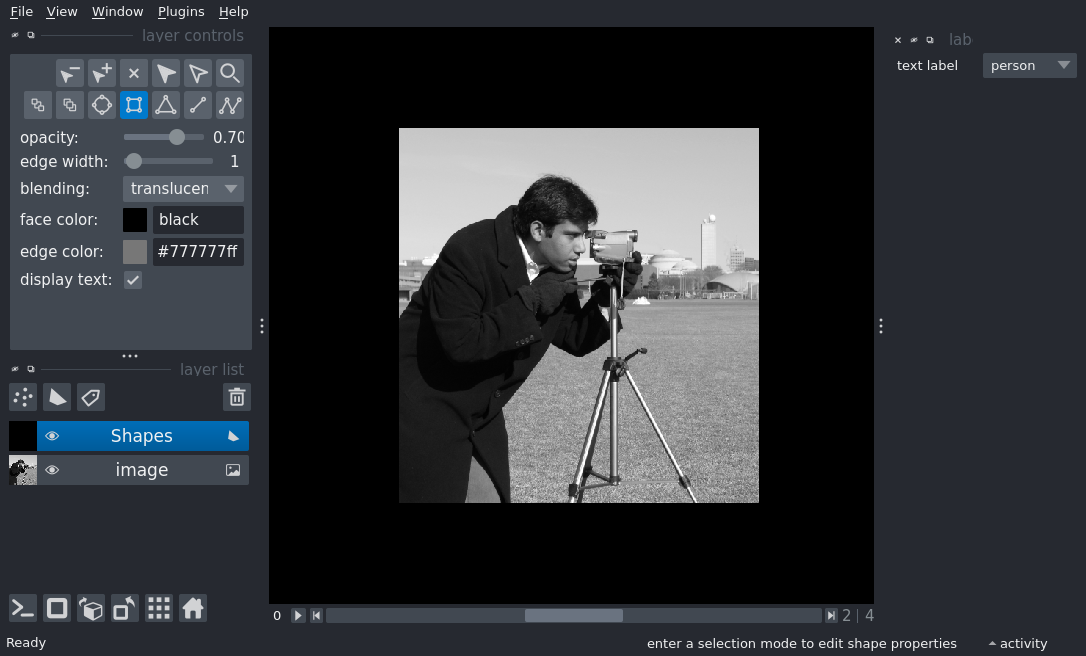 File View Window Plugins Help
layer controls
opacity: 0.70
edge width: 1
blending: translucen
face color: black
edge color: #777777ff
display text:
layer list
Shapes
image
lab
text label person
0 2 | 4
Ready enter a selection mode to edit shape properties activity